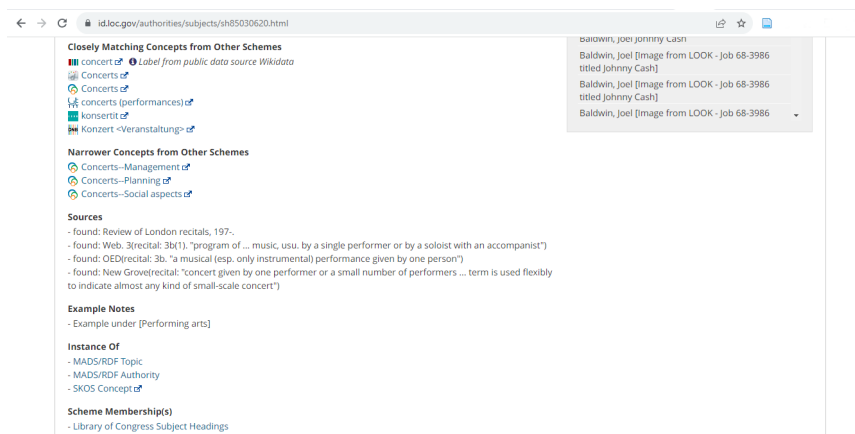 id.loc.gov/authorities/subjects/sh85030620.html
Closely Matching Concepts from Other Schemes
concert Label from public data source Wikidata
Concerts
Concerts
concerts (performances)
konsertit
Konzert <Veranstaltung>
Narrower Concepts from Other Schemes
Concerts--Management
Concerts--Planning
Concerts--Social aspects
Sources
- found: Review of London recitals, 197-.
- found: Web. 3(recital: 3b(1). "program of ... music, usu. by a single performer or by a soloist with an accompanist")
- found: OED(recital: 3b. "a musical (esp. only instrumental) performance given by one person")
- found: New Grove(recital: "concert given by one performer or a small number of performers ... term is used flexibly
to indicate almost any kind of small-scale concert")
Example Notes
- Example under [Performing arts]
Instance Of
- MADS/RDF Topic
- MADS/RDF Authority
- SKOS Concept
Scheme Membership(s)
- Library of Congress Subject Headings
Baldwin, Joel Johnny Cash
Baldwin, Joel [Image from LOOK - Job 68-3986
titled Johnny Cash]
Baldwin, Joel [Image from LOOK - Job 68-3986
titled Johnny Cash]
Baldwin, Joel [Image from LOOK - Job 68-3986